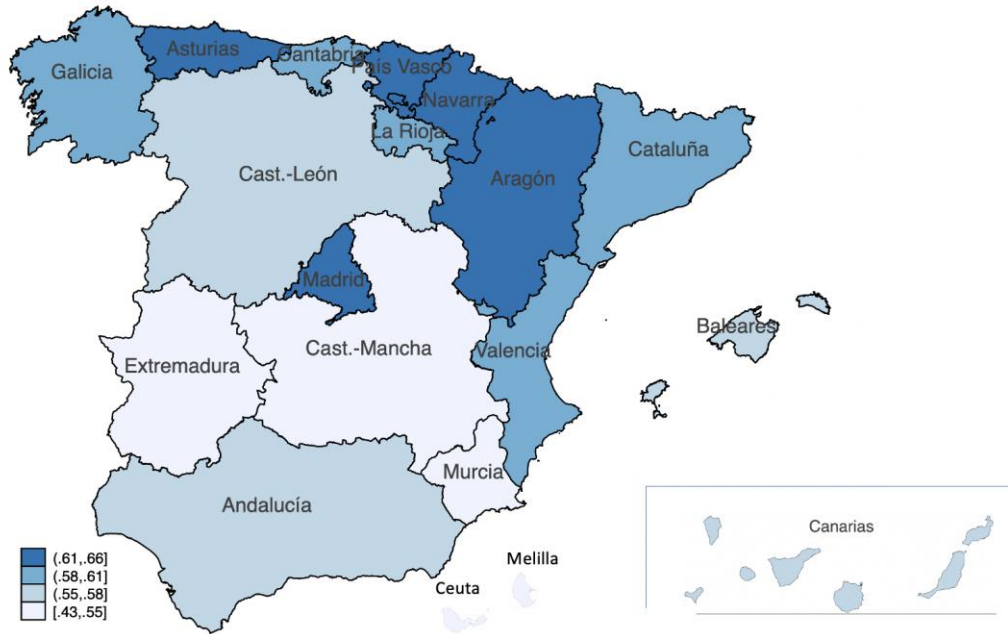 Asturias
Cantabria
País Vasco
Galicia
Navarra
La Rioja
Cataluña
Cast.-León
Aragón
Madrid
Baleares
Cast.-Mancha
Valencia
Extremadura
Murcia
Andalucía
Canarias
Melilla
Ceuta
(.61,.66]
(.58,.61]
(.55,.58]
[.43,.55]